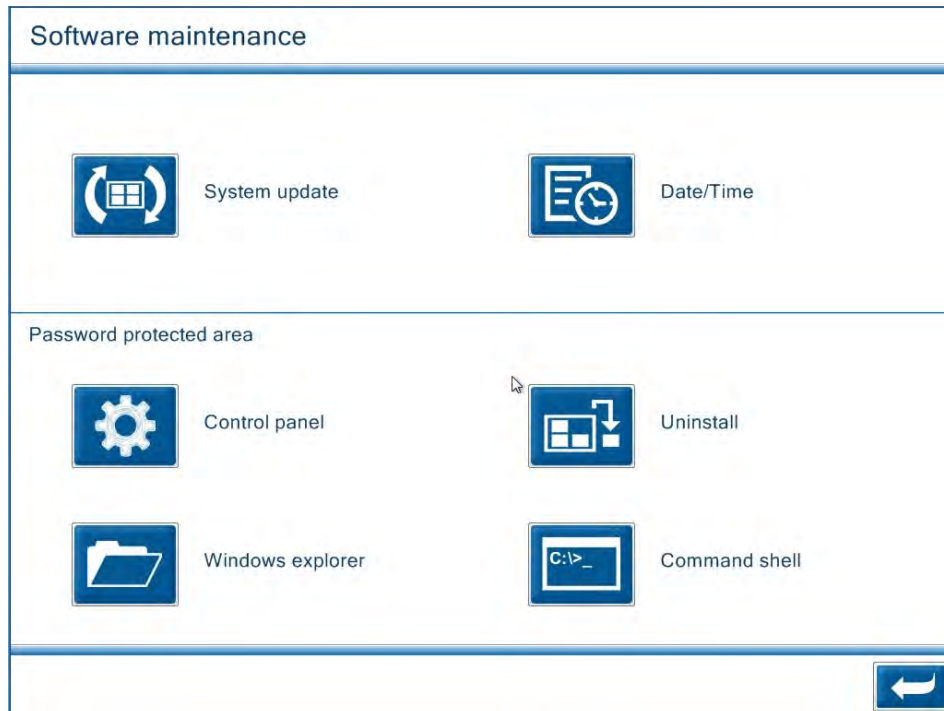 Software maintenance
System update
Date/Time
Password protected area
Control panel
Uninstall
Windows explorer
C:\>_
Command shell